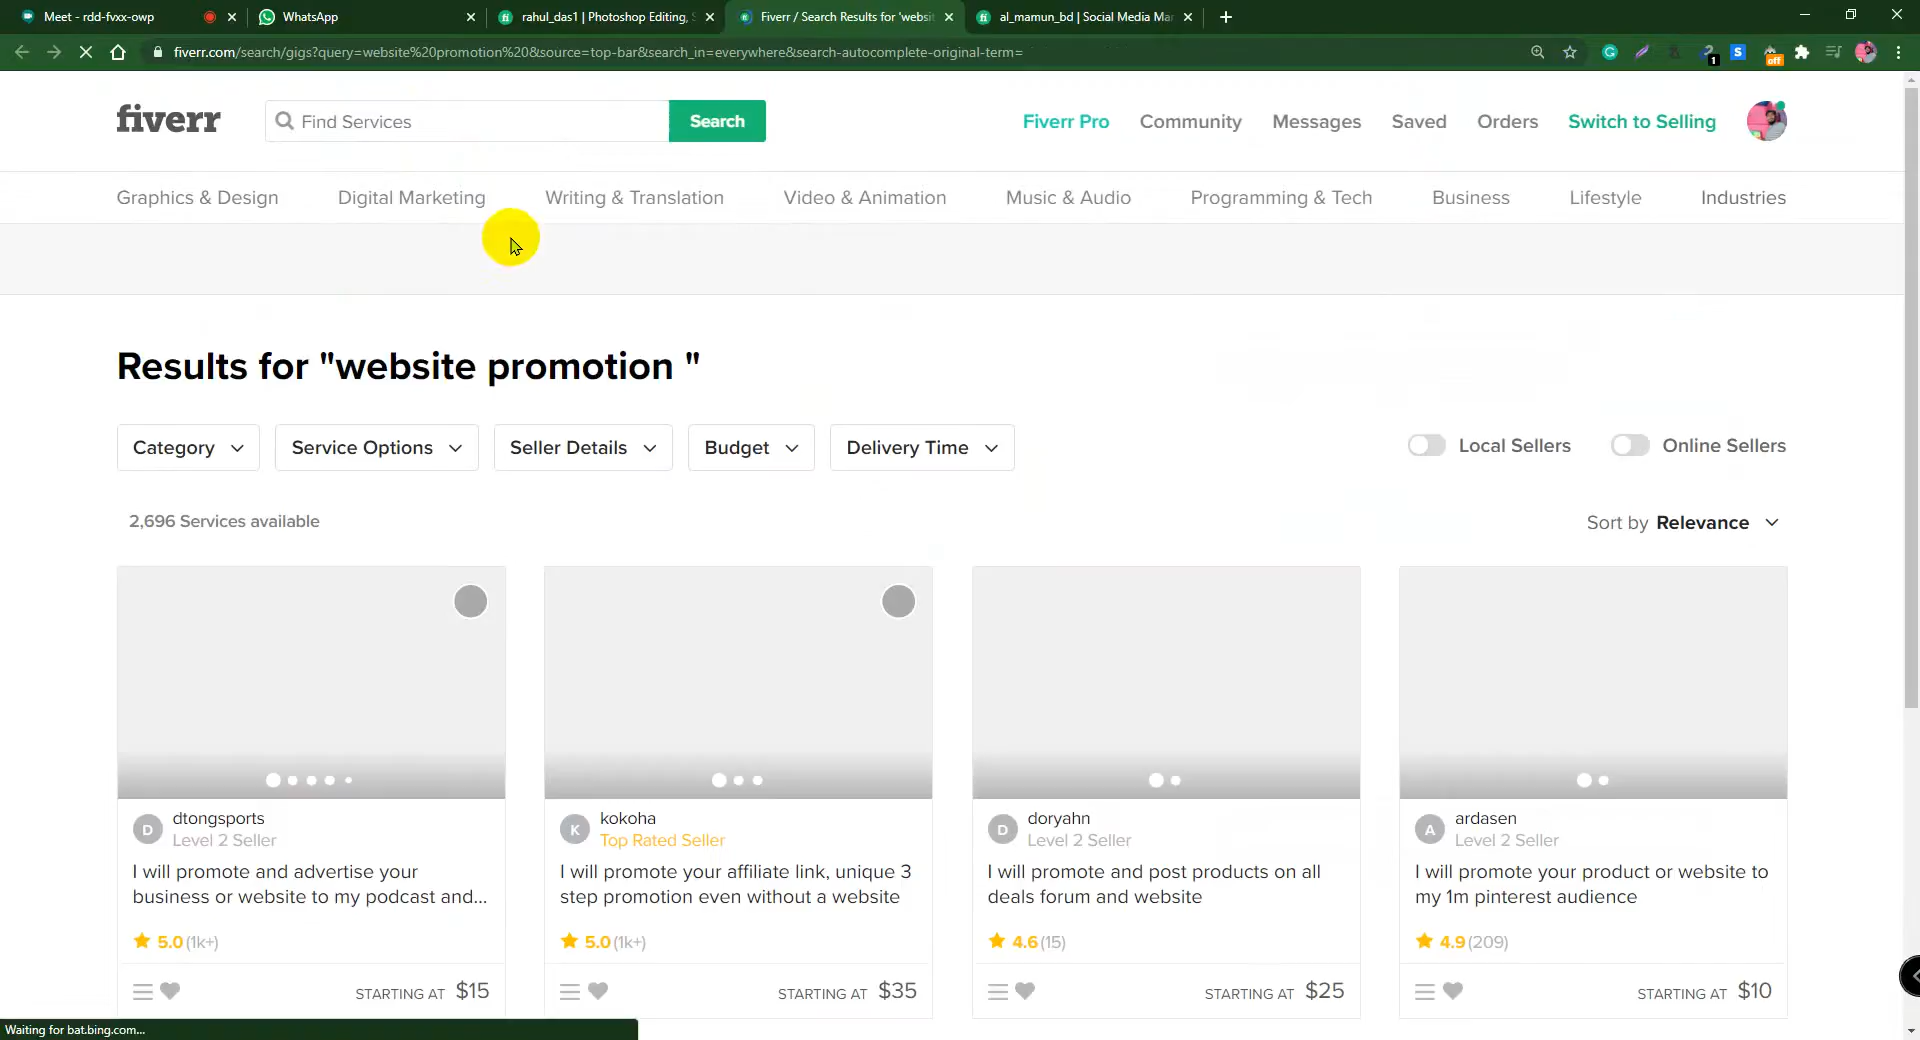 Meet - rdd-fvxx-owp
WhatsApp
rahul_das1 | Photoshop Editing,
Fiverr / Search Results for 'websi
al_mamun_bd | Social Media Mar
fiverr.com/search/gigs?query=website%20promotion%20&source=top-bar&search_in=everywhere&search-autocomplete-original-term=
1
S
off
fiverr
Find Services
Search
Fiverr Pro
Community
Messages
Saved
Orders
Switch to Selling
Graphics & Design
Digital Marketing
Writing & Translation
Video & Animation
Music & Audio
Programming & Tech
Business
Lifestyle
Industries
Results for "website promotion "
Category
Service Options
Seller Details
Budget
Delivery Time
Local Sellers
Online Sellers
2,696 Services available
Sort by Relevance
D
dtongsports
Level 2 Seller
I will promote and advertise your
business or website to my podcast and...
5.0 (1k+)
STARTING AT $15
K
kokoha
Top Rated Seller
I will promote your affiliate link, unique 3
step promotion even without a website
5.0 (1k+)
STARTING AT $35
D
doryahn
Level 2 Seller
I will promote and post products on all
deals forum and website
4.6 (15)
STARTING AT $25
A
ardasen
Level 2 Seller
I will promote your product or website to
my 1m pinterest audience
4.9 (209)
STARTING AT $10
Waiting for bat.bing.com...